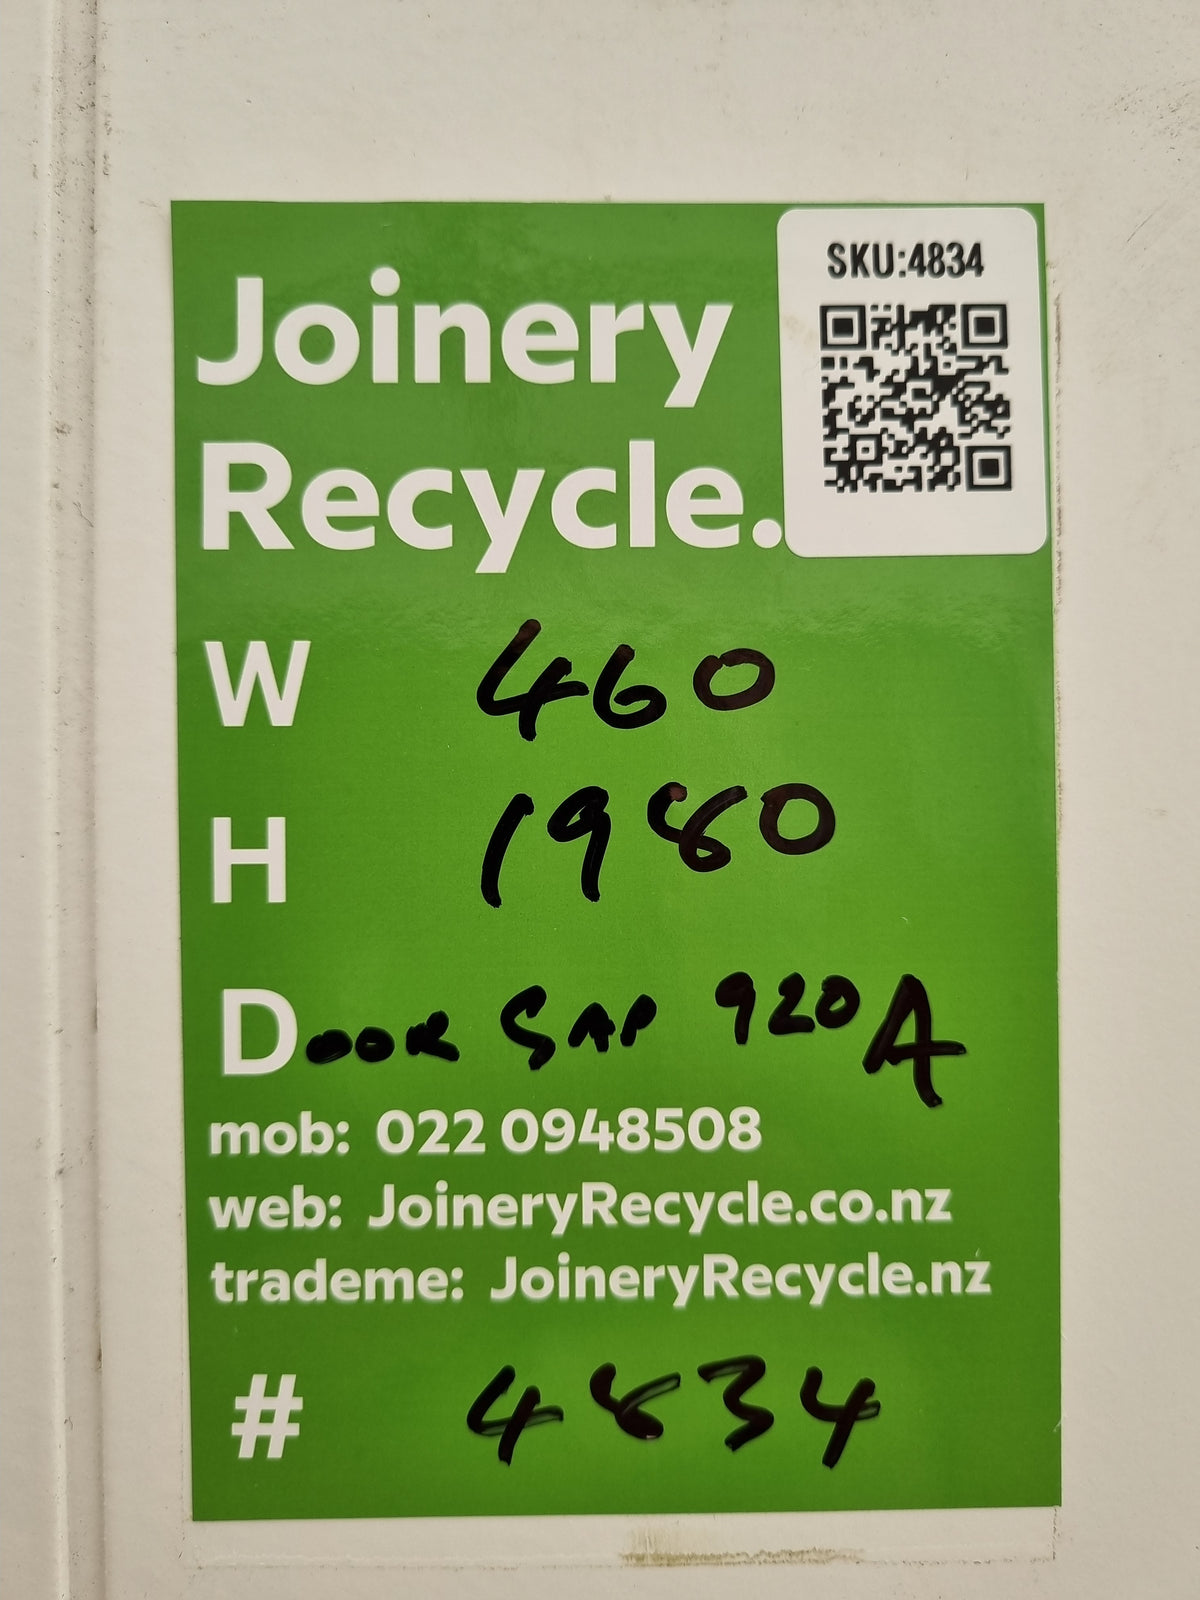 Joinery
Recycle.
SKU:4834
W 460
H 1980
DOOR GAP 920A
mob: 022 0948508
web: JoineryRecycle.co.nz
trademe: JoineryRecycle.nz
# 4834